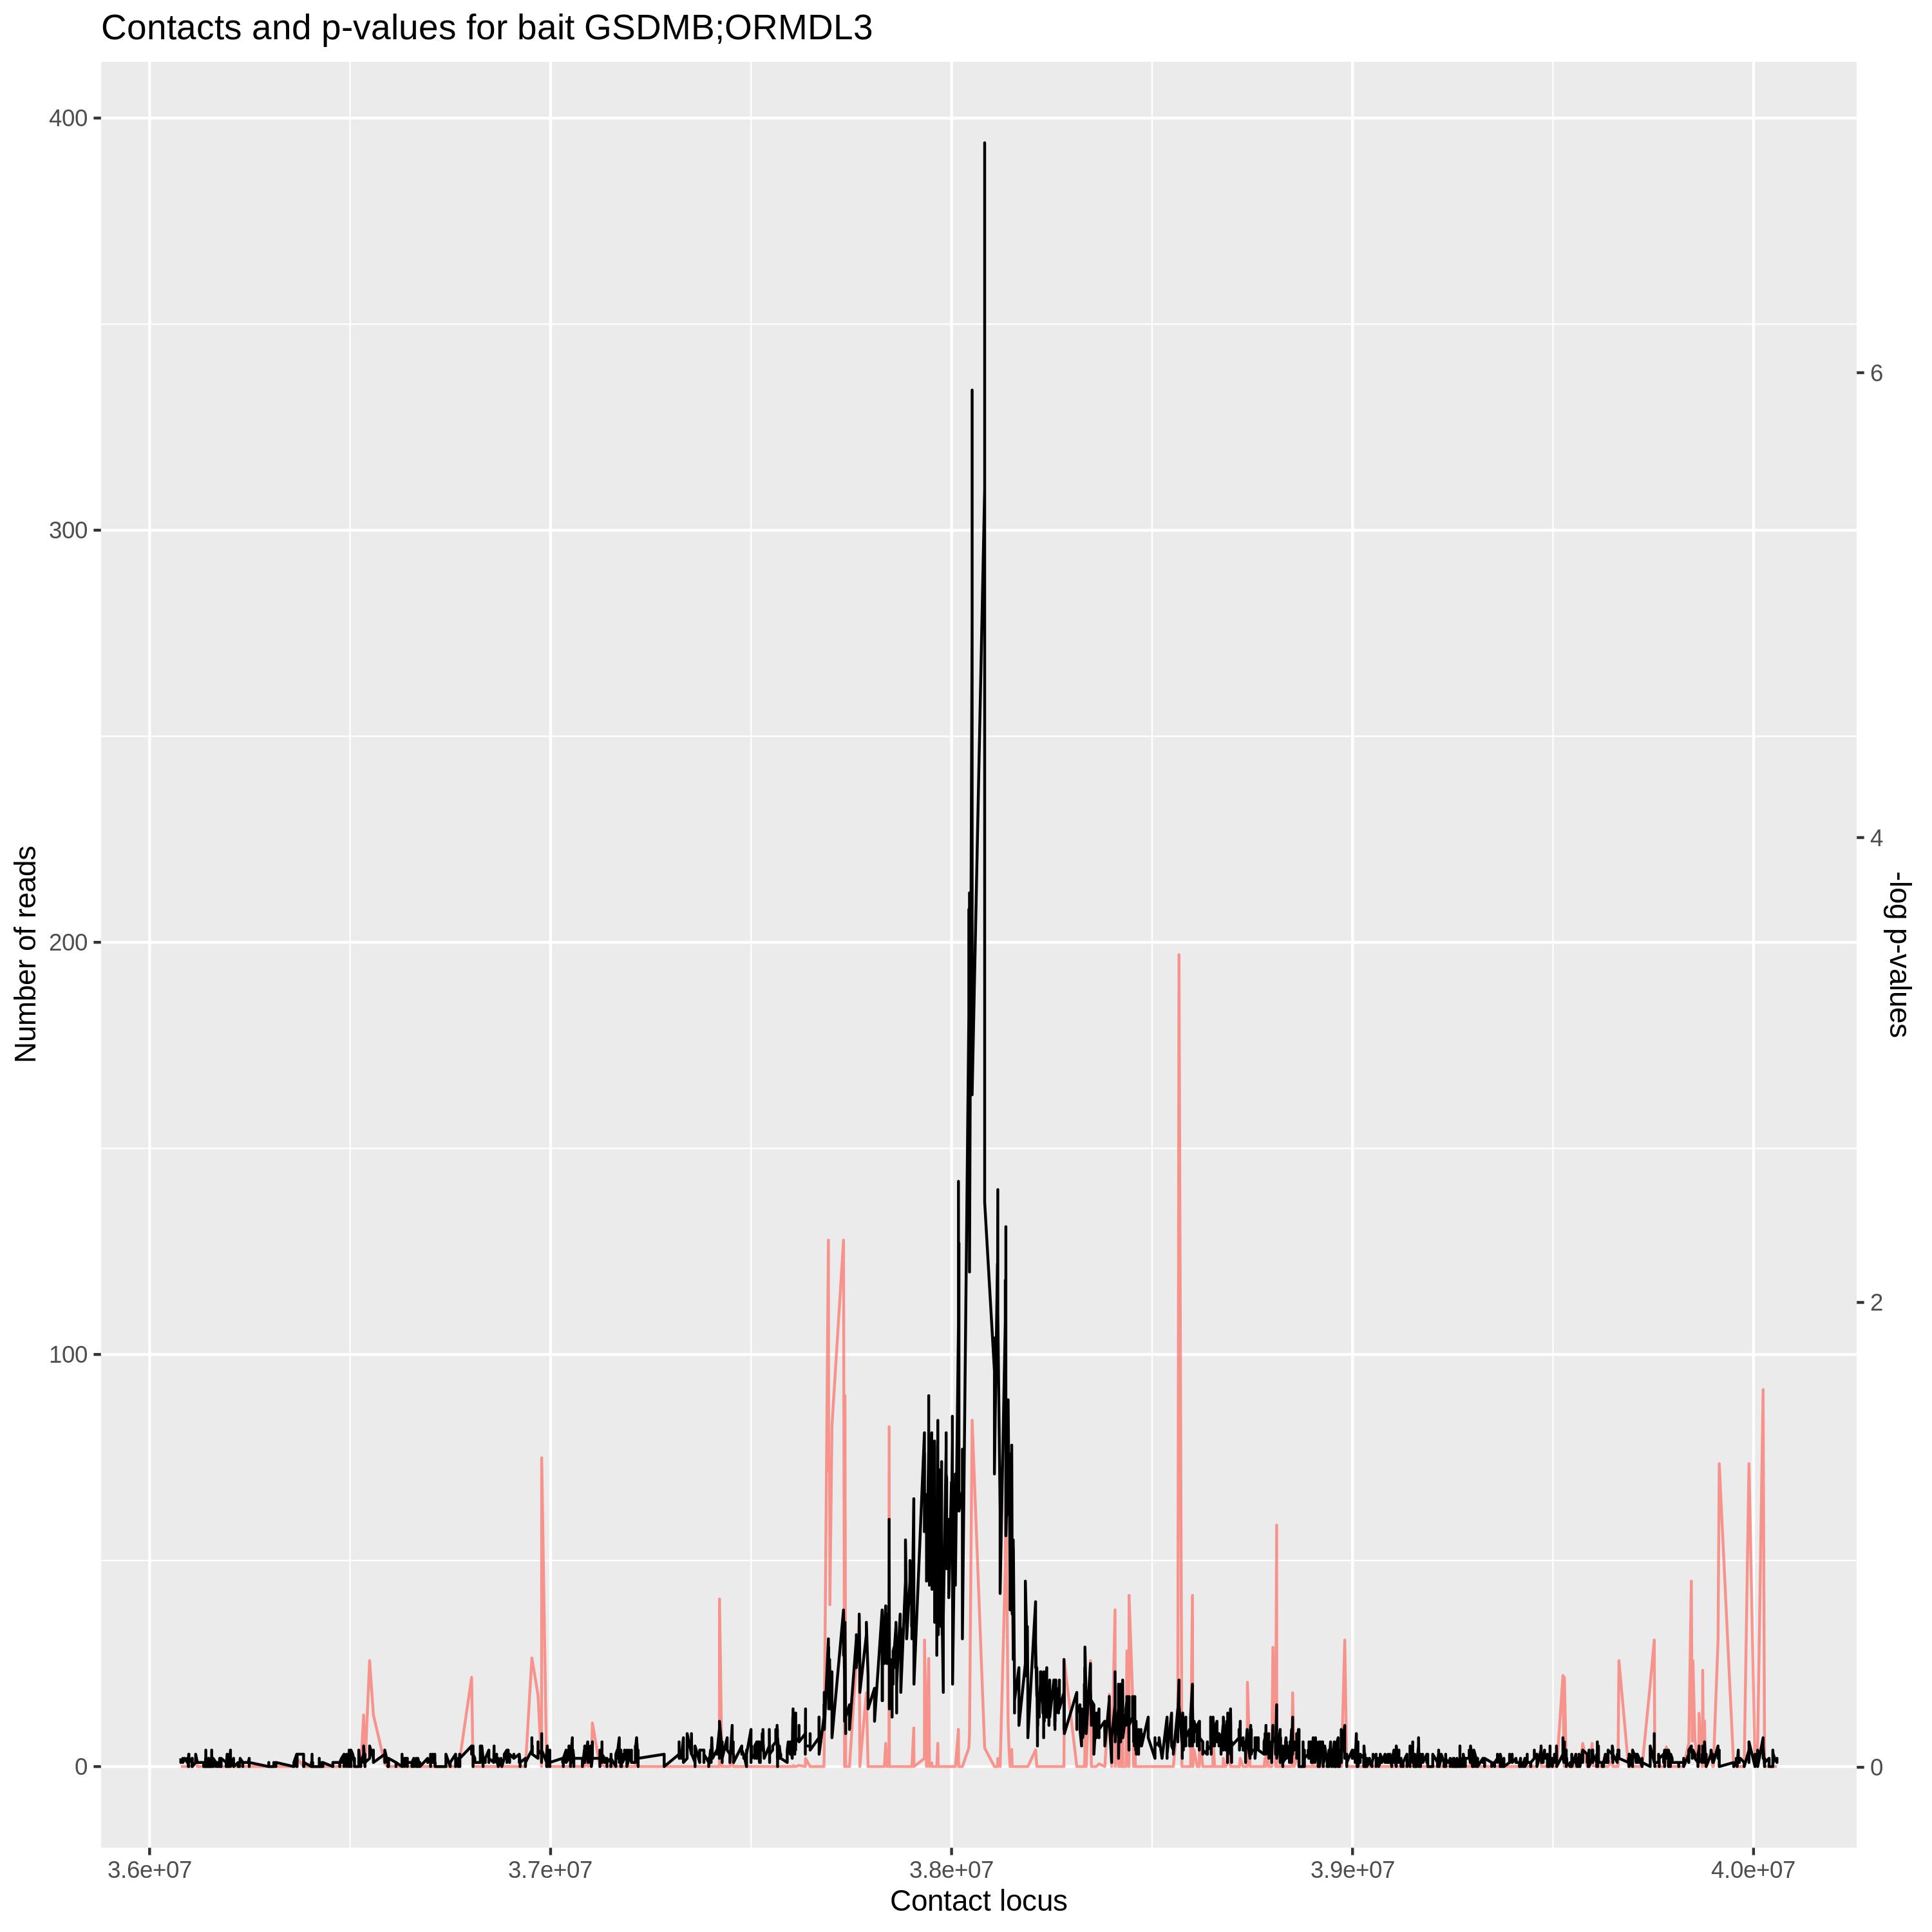 Contacts and p-values for bait GSDMB;ORMDL3
400
300
200
100
0
Number of reads
6
4
2
0
-log p-values
3.6e+07
3.7e+07
3.8e+07
3.9e+07
4.0e+07
Contact locus